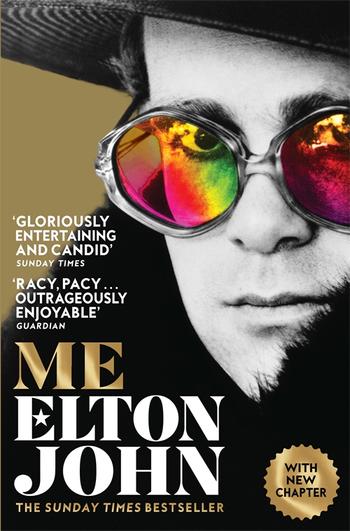 ‘GLORIOUSLY
ENTERTAINING
AND CANDID’
SUNDAY TIMES
‘RACY, PACY...
OUTRAGEOUSLY
ENJOYABLE’
GUARDIAN
ME
ELTON
JOHN
THE SUNDAY TIMES BESTSELLER
WITH
NEW
CHAPTER